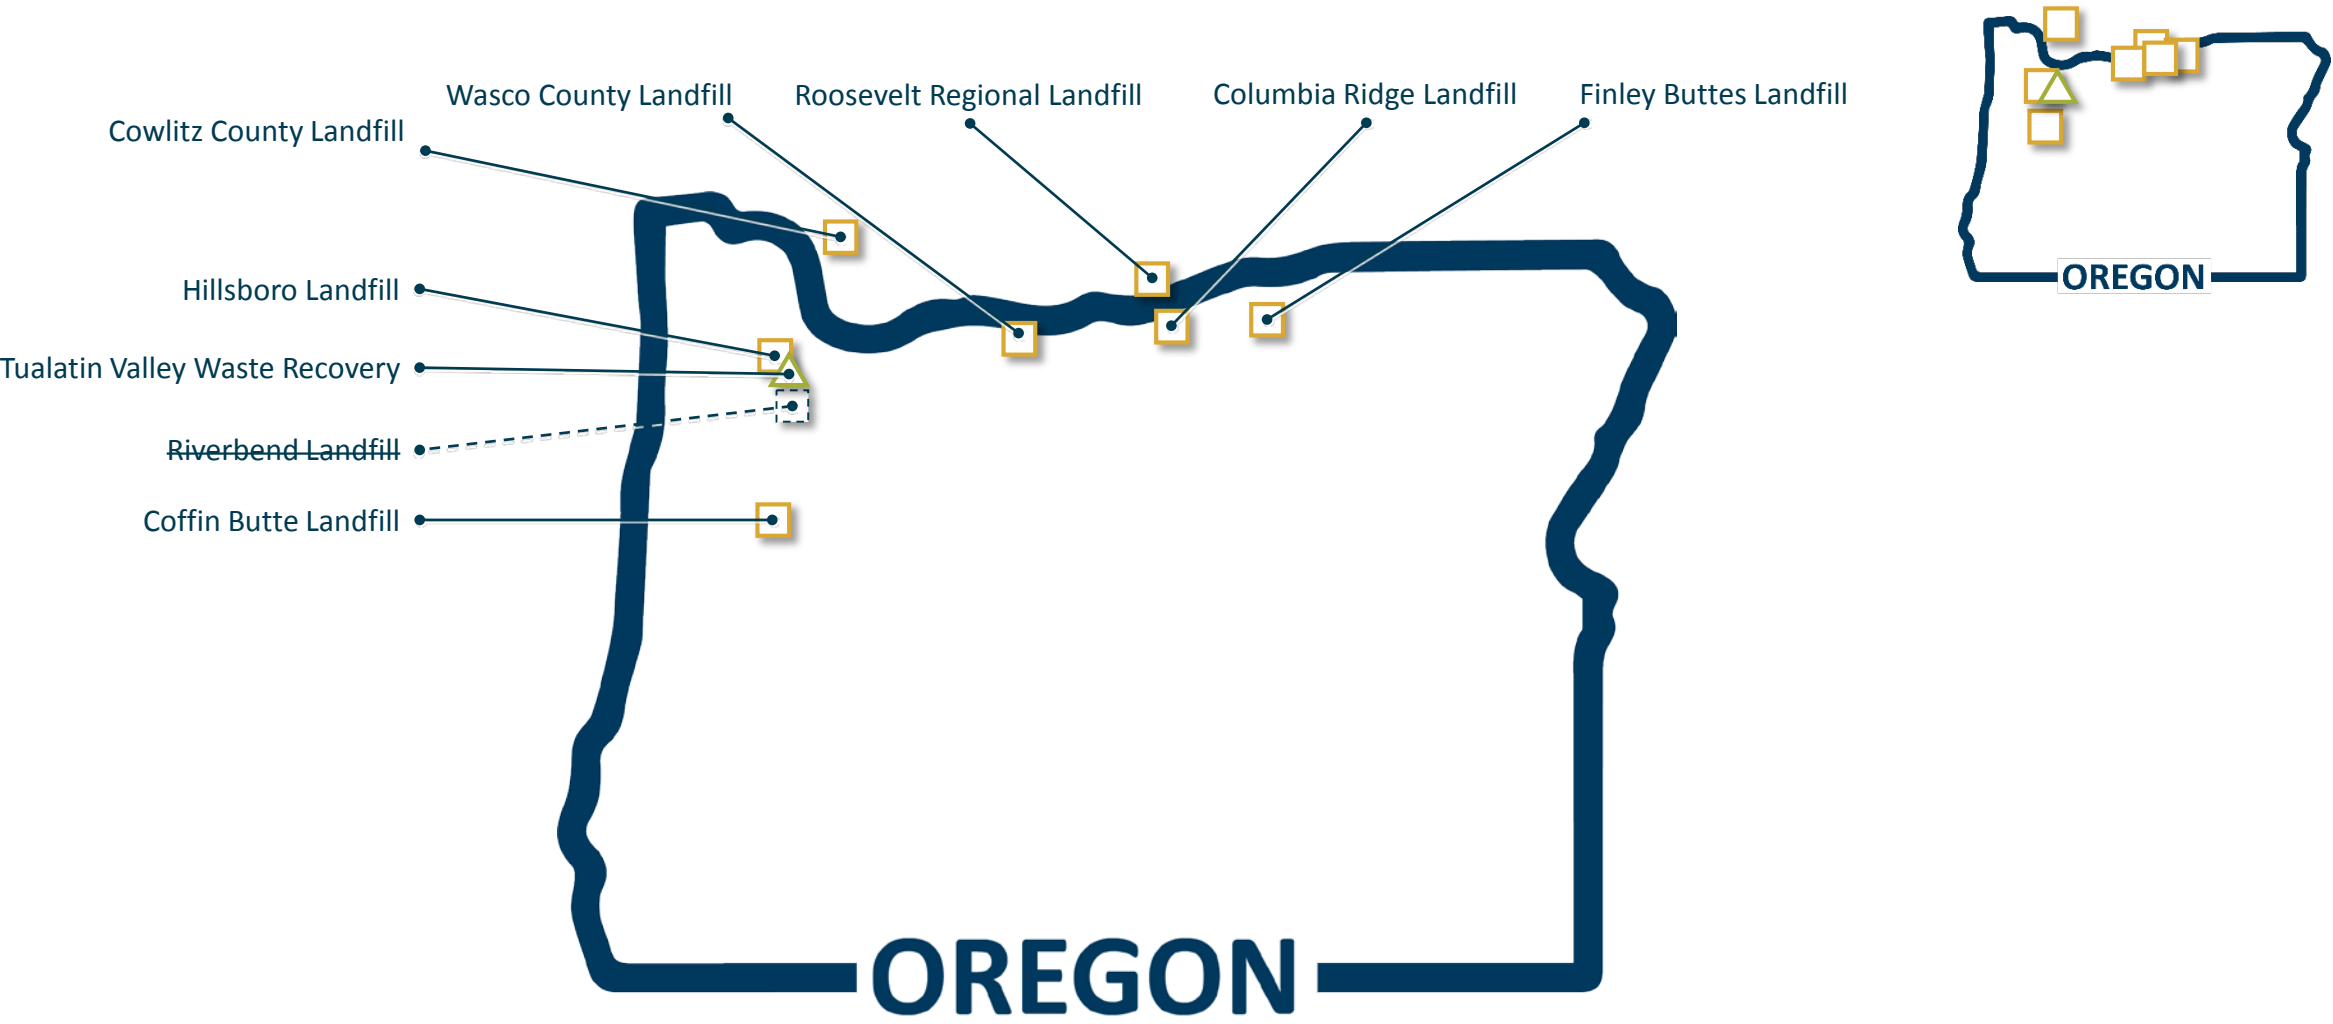 Wasco County Landfill
Roosevelt Regional Landfill
Columbia Ridge Landfill
Finley Buttes Landfill
Cowlitz County Landfill
Hillsboro Landfill
Tualatin Valley Waste Recovery
Riverbend Landfill
Coffin Butte Landfill
OREGON
OREGON